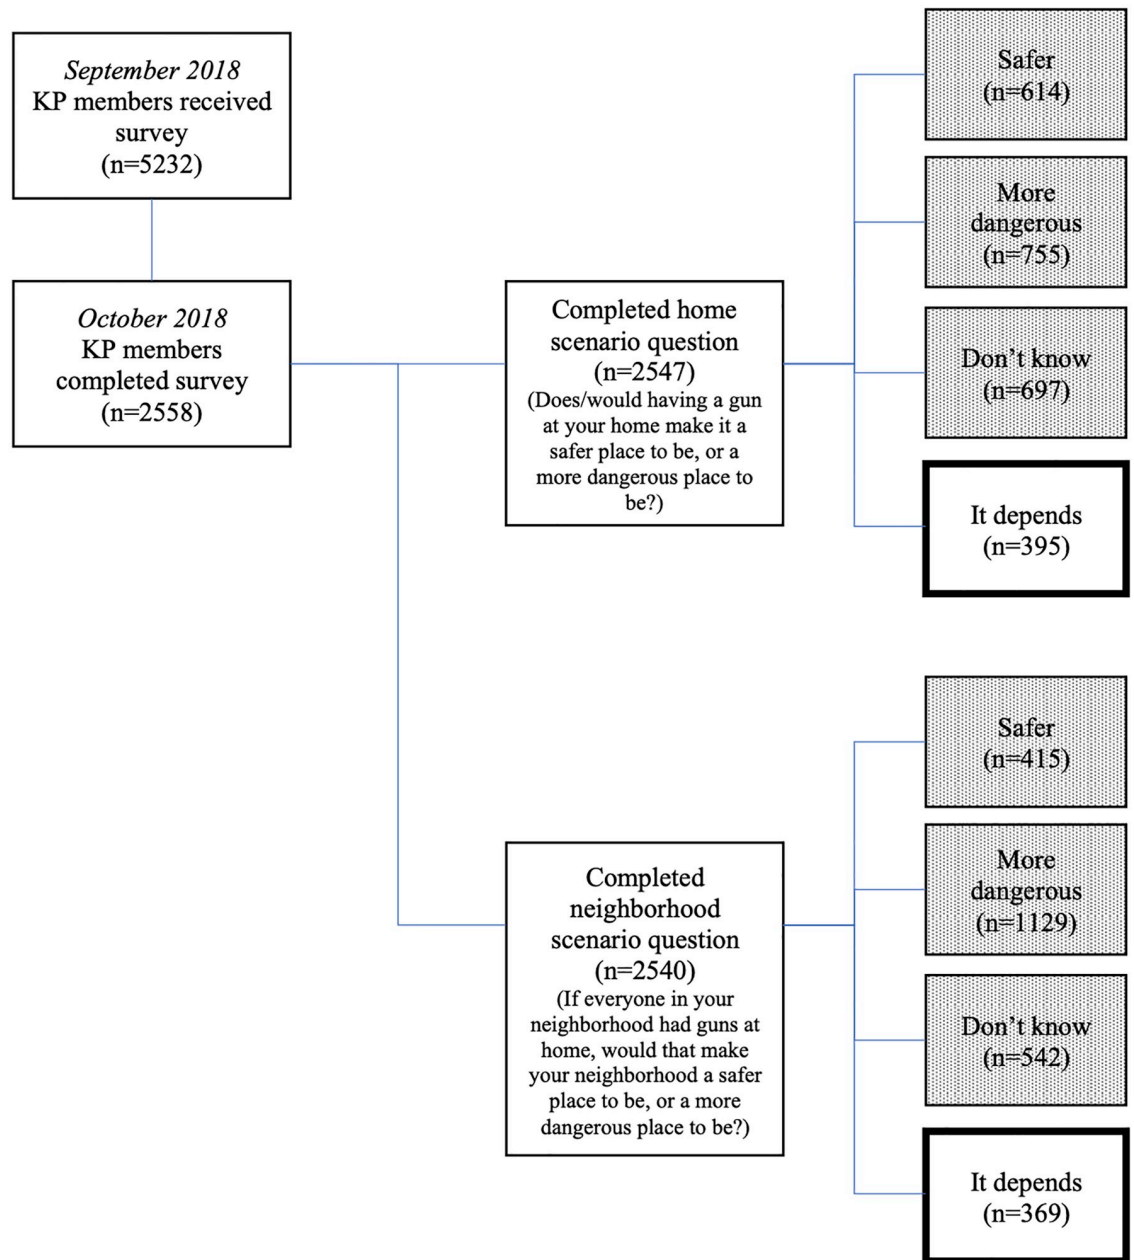 September 2018
KP members received
survey
(n=5232)
October 2018
KP members
completed survey
(n=2558)
Completed home
scenario question
(n=2547)
(Does/would having a gun
at your home make it a
safer place to be, or a
more dangerous place to
be?)
Safer
(n=614)
More
dangerous
(n=755)
Don’t know
(n=697)
It depends
(n=395)
Completed
neighborhood
scenario question
(n=2540)
(If everyone in your
neighborhood had guns at
home, would that make
your neighborhood a safer
place to be, or a more
dangerous place to be?)
Safer
(n=415)
More
dangerous
(n=1129)
Don’t know
(n=542)
It depends
(n=369)